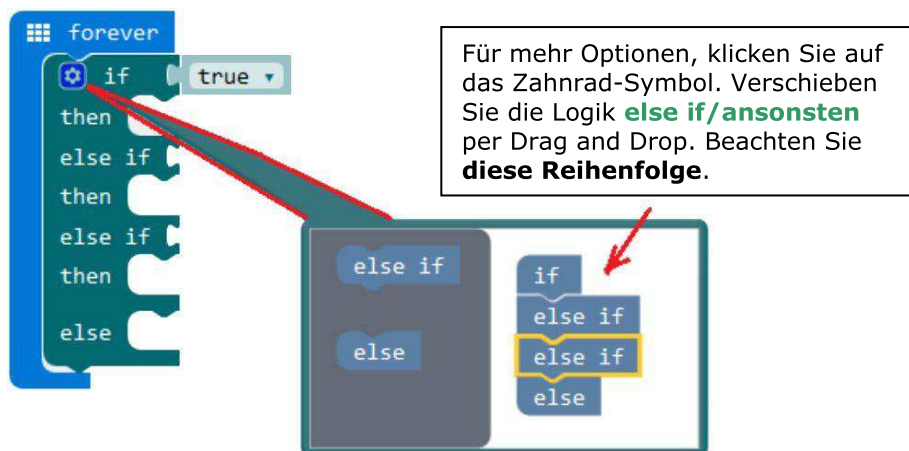 forever
if true
then
else if
then
else if
then
else
Für mehr Optionen, klicken Sie auf
das Zahnrad-Symbol. Verschieben
Sie die Logik else if/ansonsten
per Drag and Drop. Beachten Sie
diese Reihenfolge.
else if
else
if
else if
else if
else